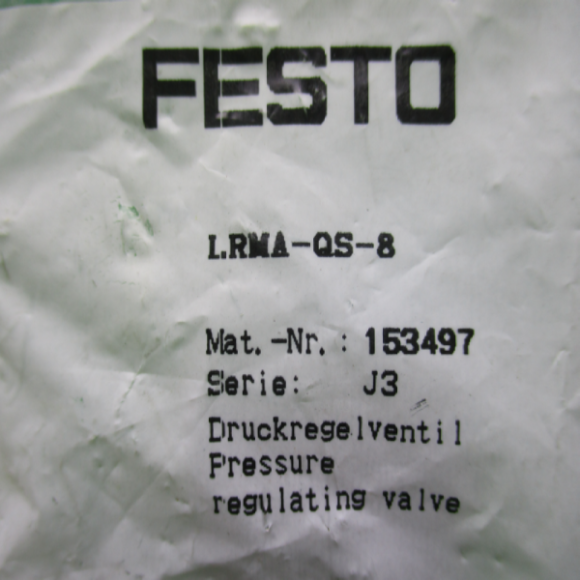 FESTO
LRMA-QS-8
Mat.-Nr.: 153497
Serie: J3
Druckregelventil
Pressure
regulating valve